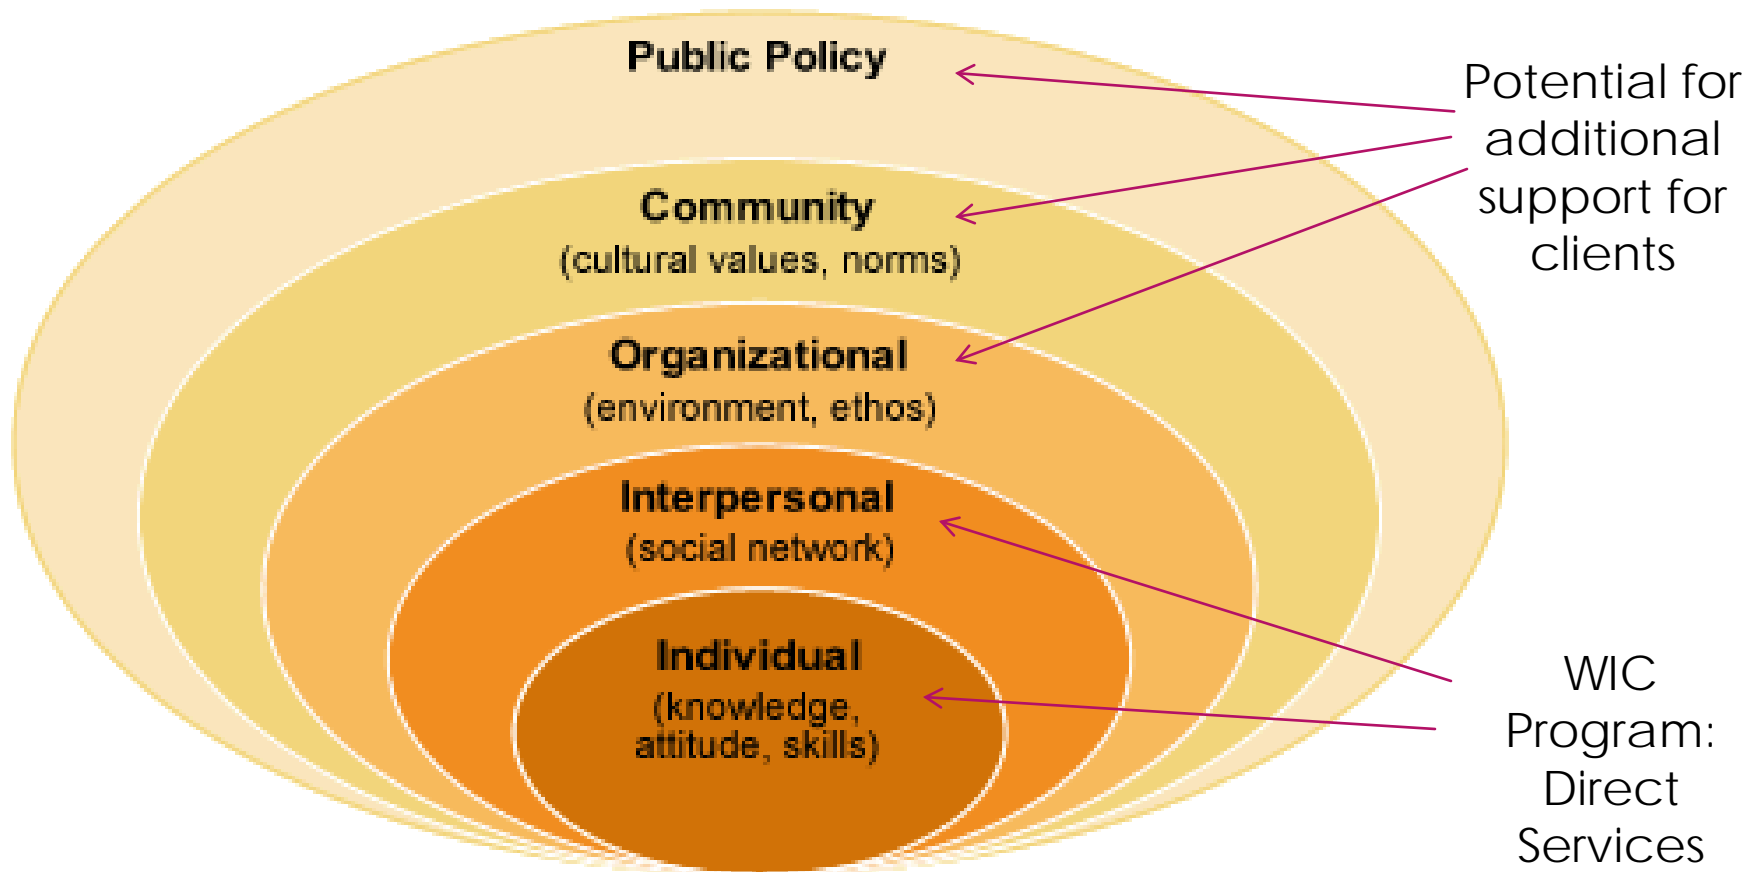 Public Policy
Community
(cultural values, norms)
Organizational
(environment, ethos)
Interpersonal
(social network)
Individual
(knowledge,
attitude, skills)
Potential for
additional
support for
clients
WIC
Program:
Direct
Services